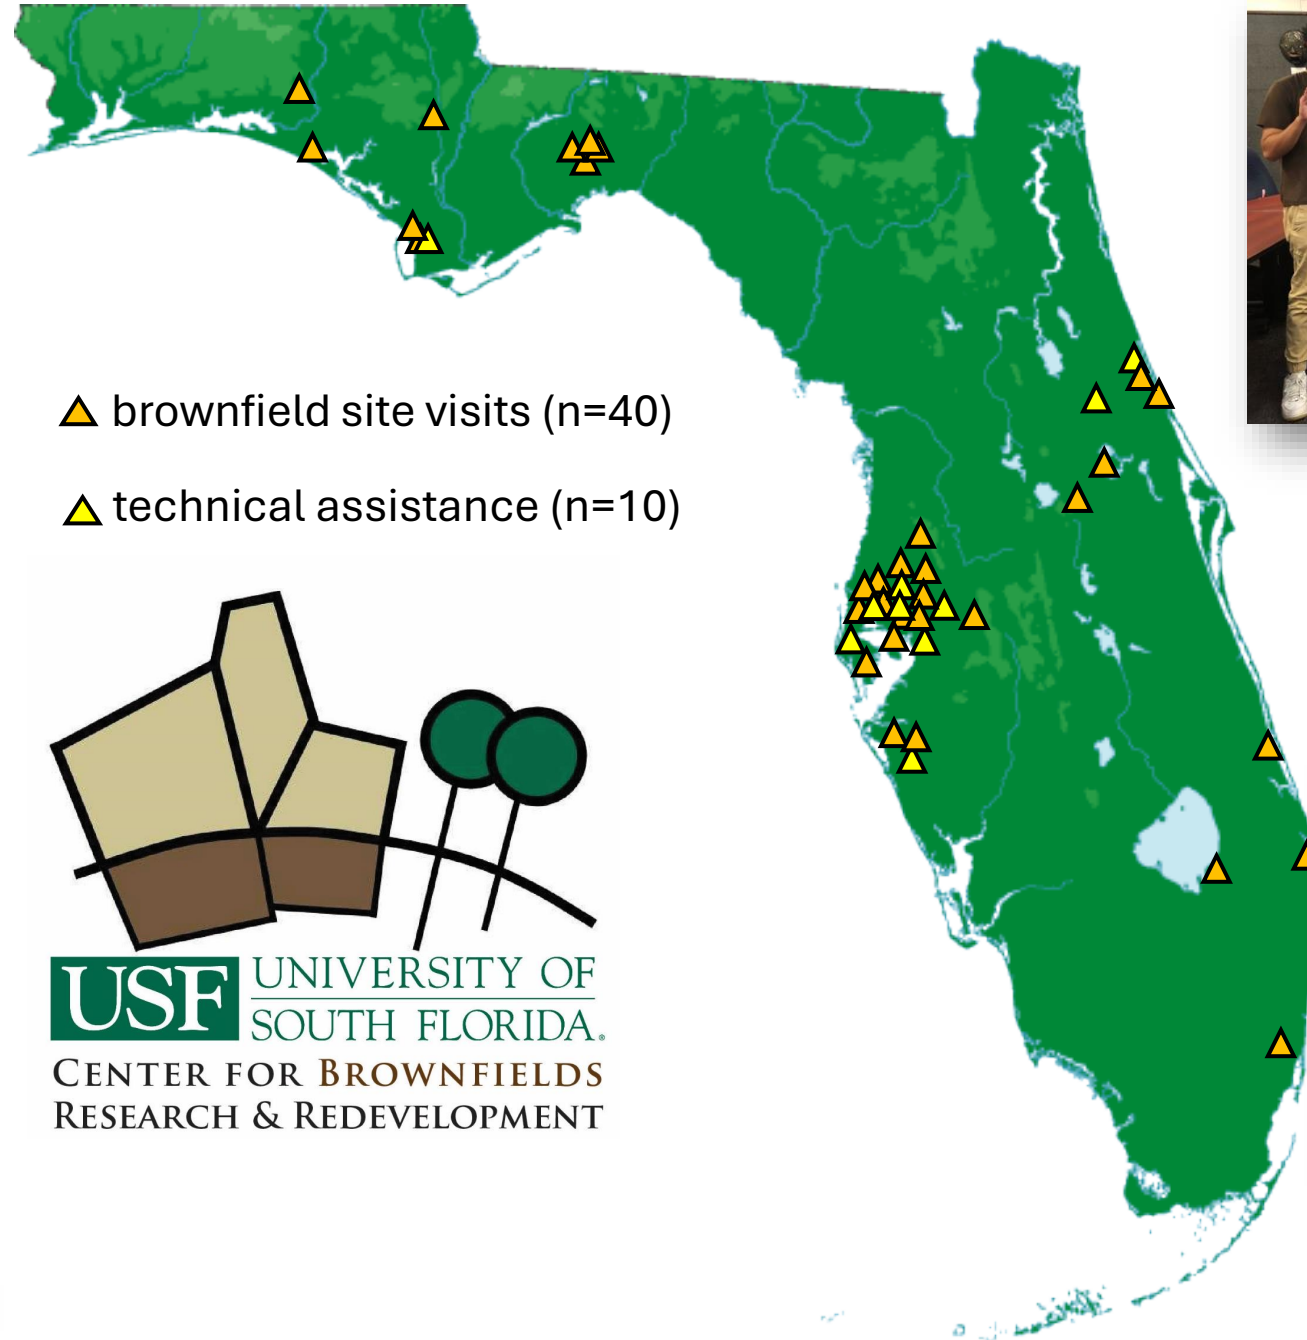 brownfield site visits (n=40)
technical assistance (n=10)
USF UNIVERSITY OF
SOUTH FLORIDA.
CENTER FOR BROWNFIELDS
RESEARCH & REDEVELOPMENT